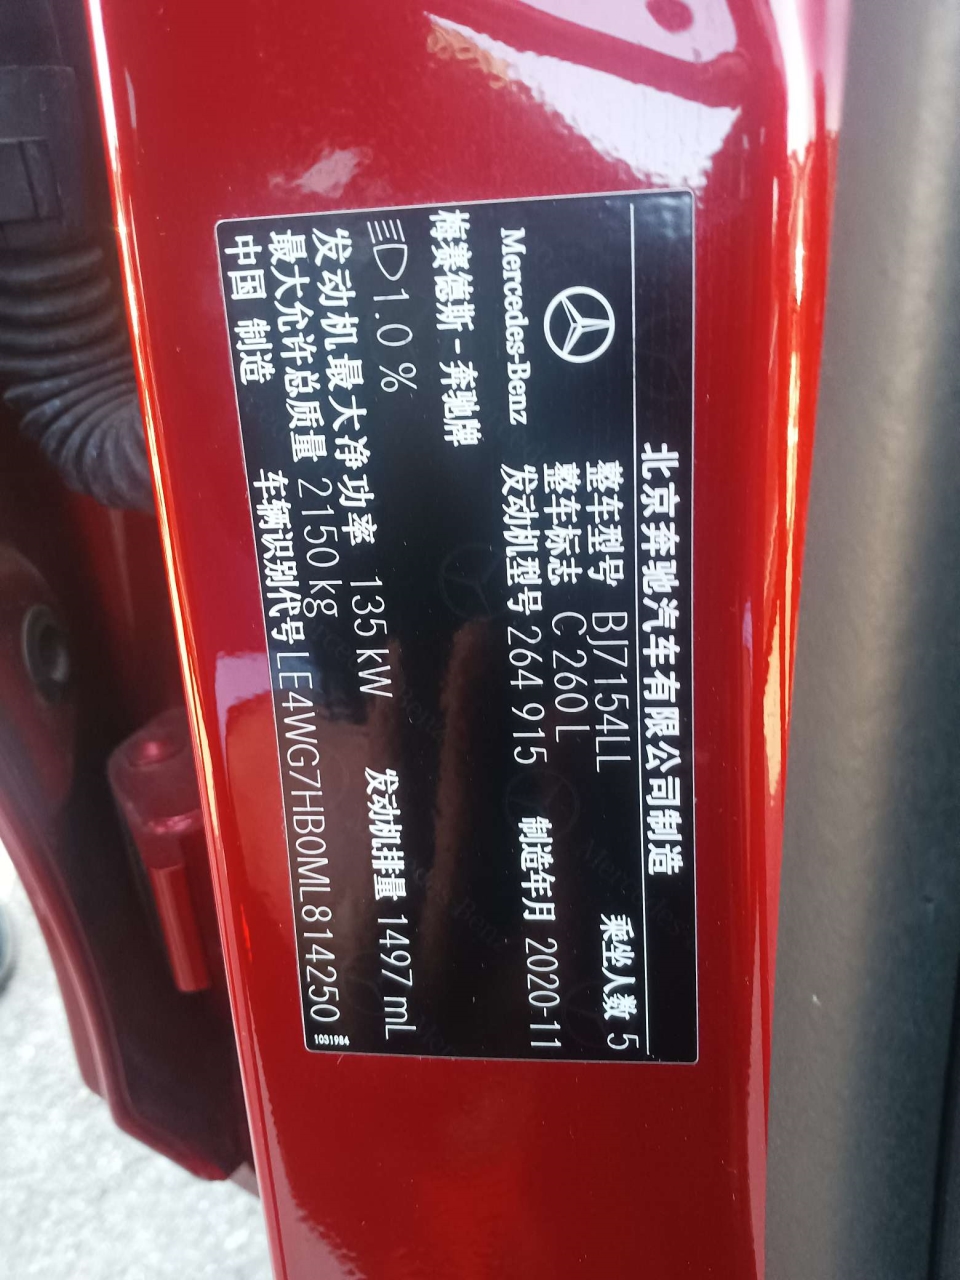 北京奔驰汽车有限公司制造
Mercedes-Benz
整车型号 BJ7154LL 乘坐人数 5
整车标志 C 260 L
发动机型号 264 915 制造年月 2020-11
梅赛德斯-奔驰牌
1.0 %
发动机最大净功率 135 kW 发动机排量 1497 mL
最大允许总质量 2150 kg
中国 制造 车辆识别代号 LE4WG7HB0ML814250
1031984